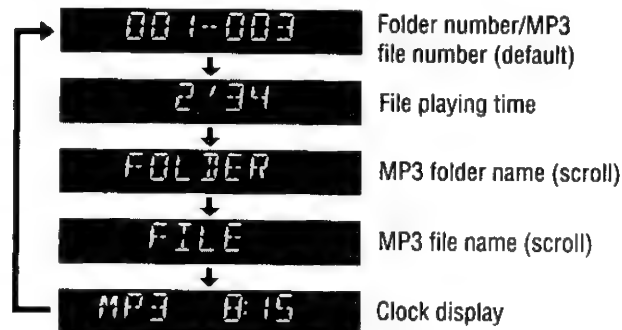 001-003
Folder number/MP3
file number (default)
2'34
File playing time
FOLDER
MP3 folder name (scroll)
FILE
MP3 file name (scroll)
MP3 0:15
Clock display